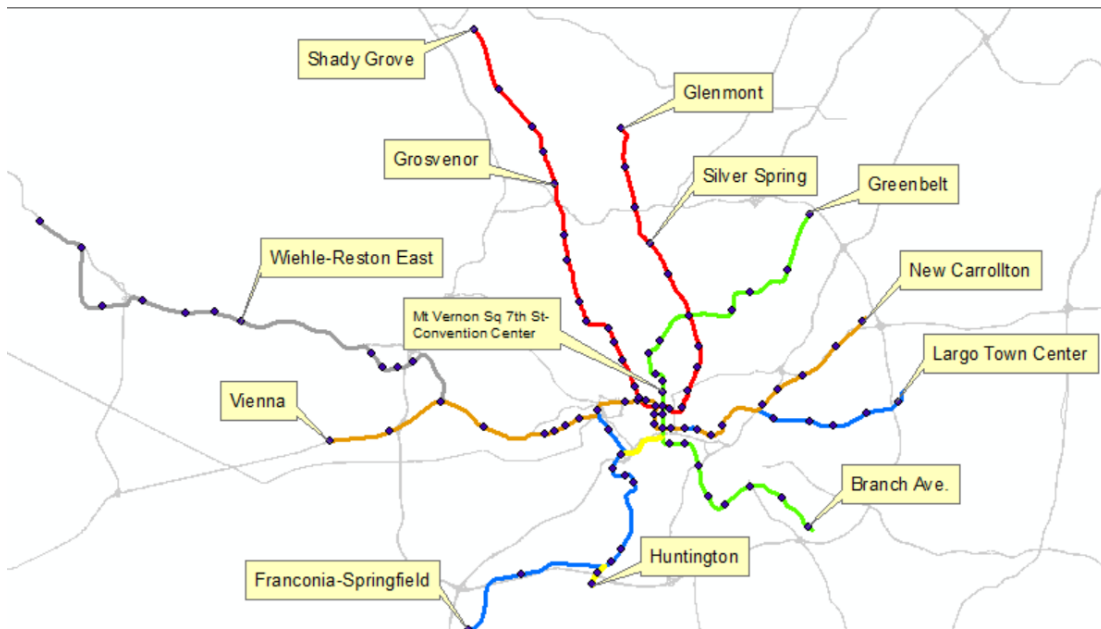 Shady Grove
Glenmont
Grosvenor
Silver Spring
Greenbelt
Wiehle-Reston East
New Carrollton
Mt Vernon Sq 7th St-
Convention Center
Largo Town Center
Vienna
Branch Ave.
Huntington
Franconia-Springfield